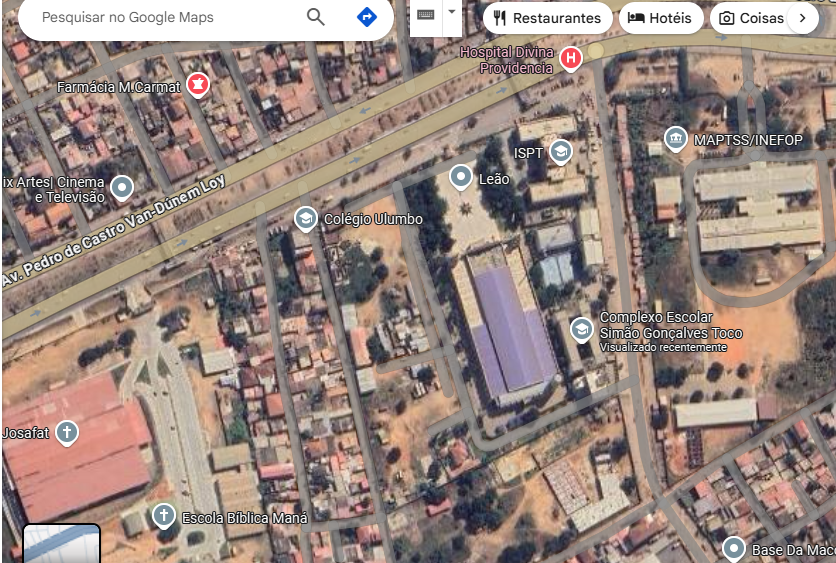 Pesquisar no Google Maps
Restaurantes
Hotéis
Coisas
Hospital Divina
Providencia
Farmácia M.Carmat
MAPTSS/INEFOP
ISPT
Leão
ix Artes| Cinema
e Televisão
Av. Pedro de Castro Van-Dúnem Loy
Colégio Ulumbo
Complexo Escolar
Simão Gonçalves Toco
Visualizado recentemente
Josafat
Escola Bíblica Maná
Base Da Mac